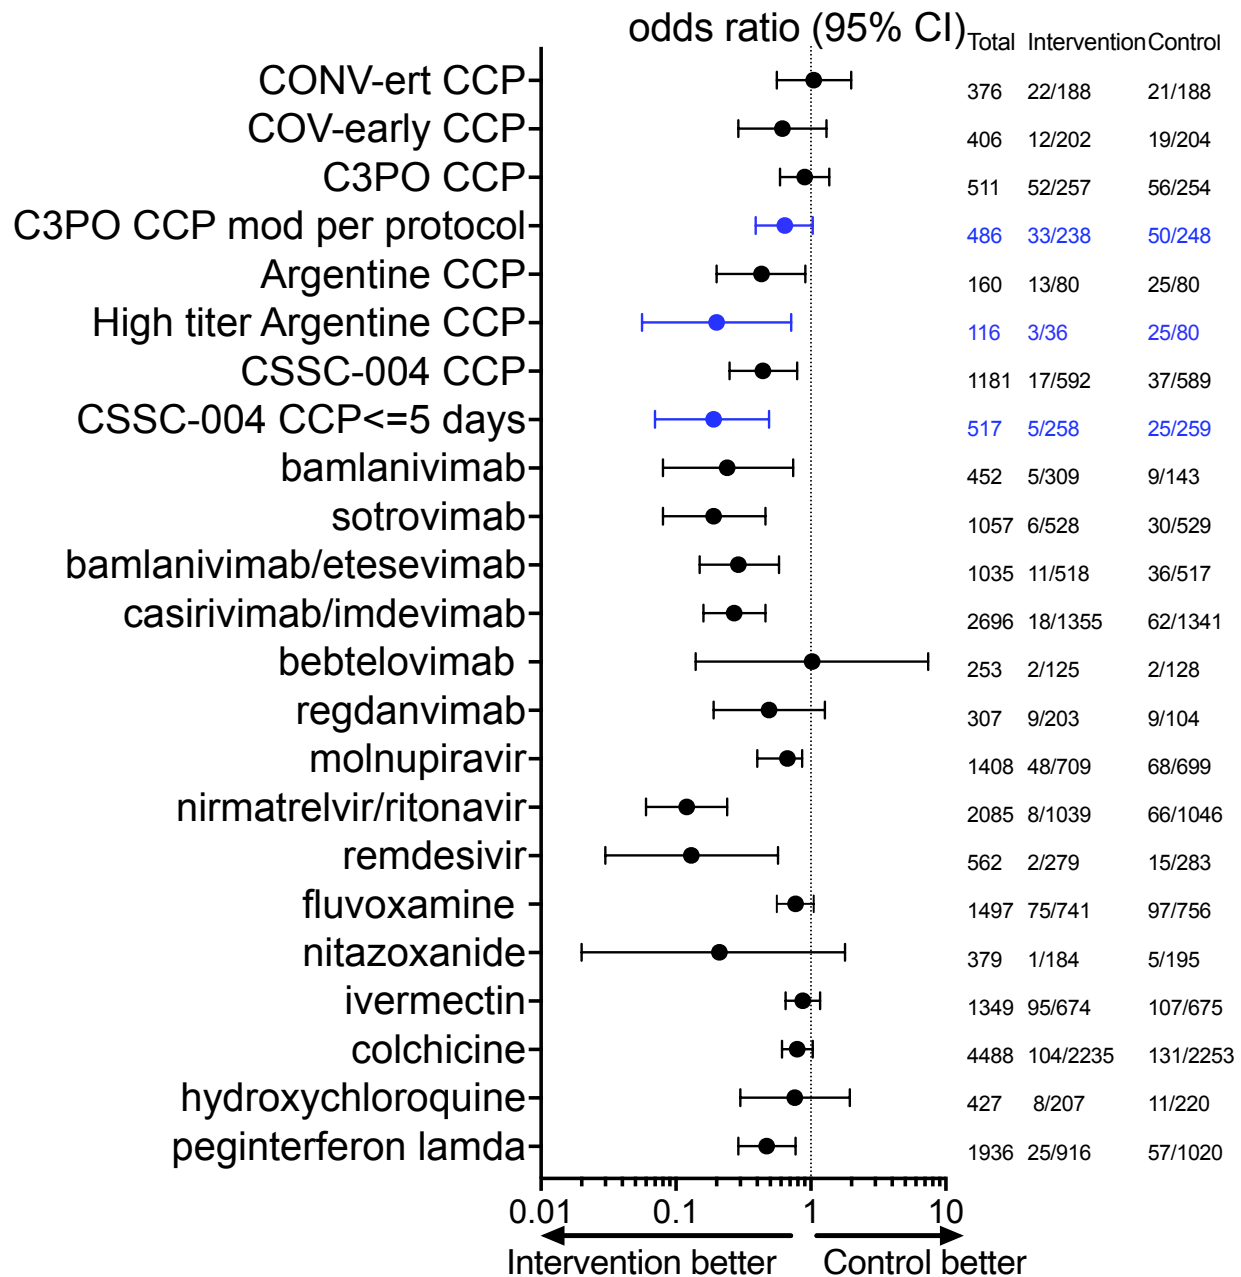 odds ratio (95% CI) Total Intervention Control
CONV-ert CCP 376 22/188 21/188
COV-early CCP 406 12/202 19/204
C3PO CCP 511 52/257 56/254
C3PO CCP mod per protocol 486 33/238 50/248
Argentine CCP 160 13/80 25/80
High titer Argentine CCP 116 3/36 25/80
CSSC-004 CCP 1181 17/592 37/589
CSSC-004 CCP<=5 days 517 5/258 25/259
bamlanivimab 452 5/309 9/143
sotrovimab 1057 6/528 30/529
bamlanivimab/etesevimab 1035 11/518 36/517
casirivimab/imdevimab 2696 18/1355 62/1341
bebtelovimab 253 2/125 2/128
regdanvimab 307 9/203 9/104
molnupiravir 1408 48/709 68/699
nirmatrelvir/ritonavir 2085 8/1039 66/1046
remdesivir 562 2/279 15/283
fluvoxamine 1497 75/741 97/756
nitazoxanide 379 1/184 5/195
ivermectin 1349 95/674 107/675
colchicine 4488 104/2235 131/2253
hydroxychloroquine 427 8/207 11/220
peginterferon lamda 1936 25/916 57/1020
0.01 0.1 1 10
Intervention better Control better